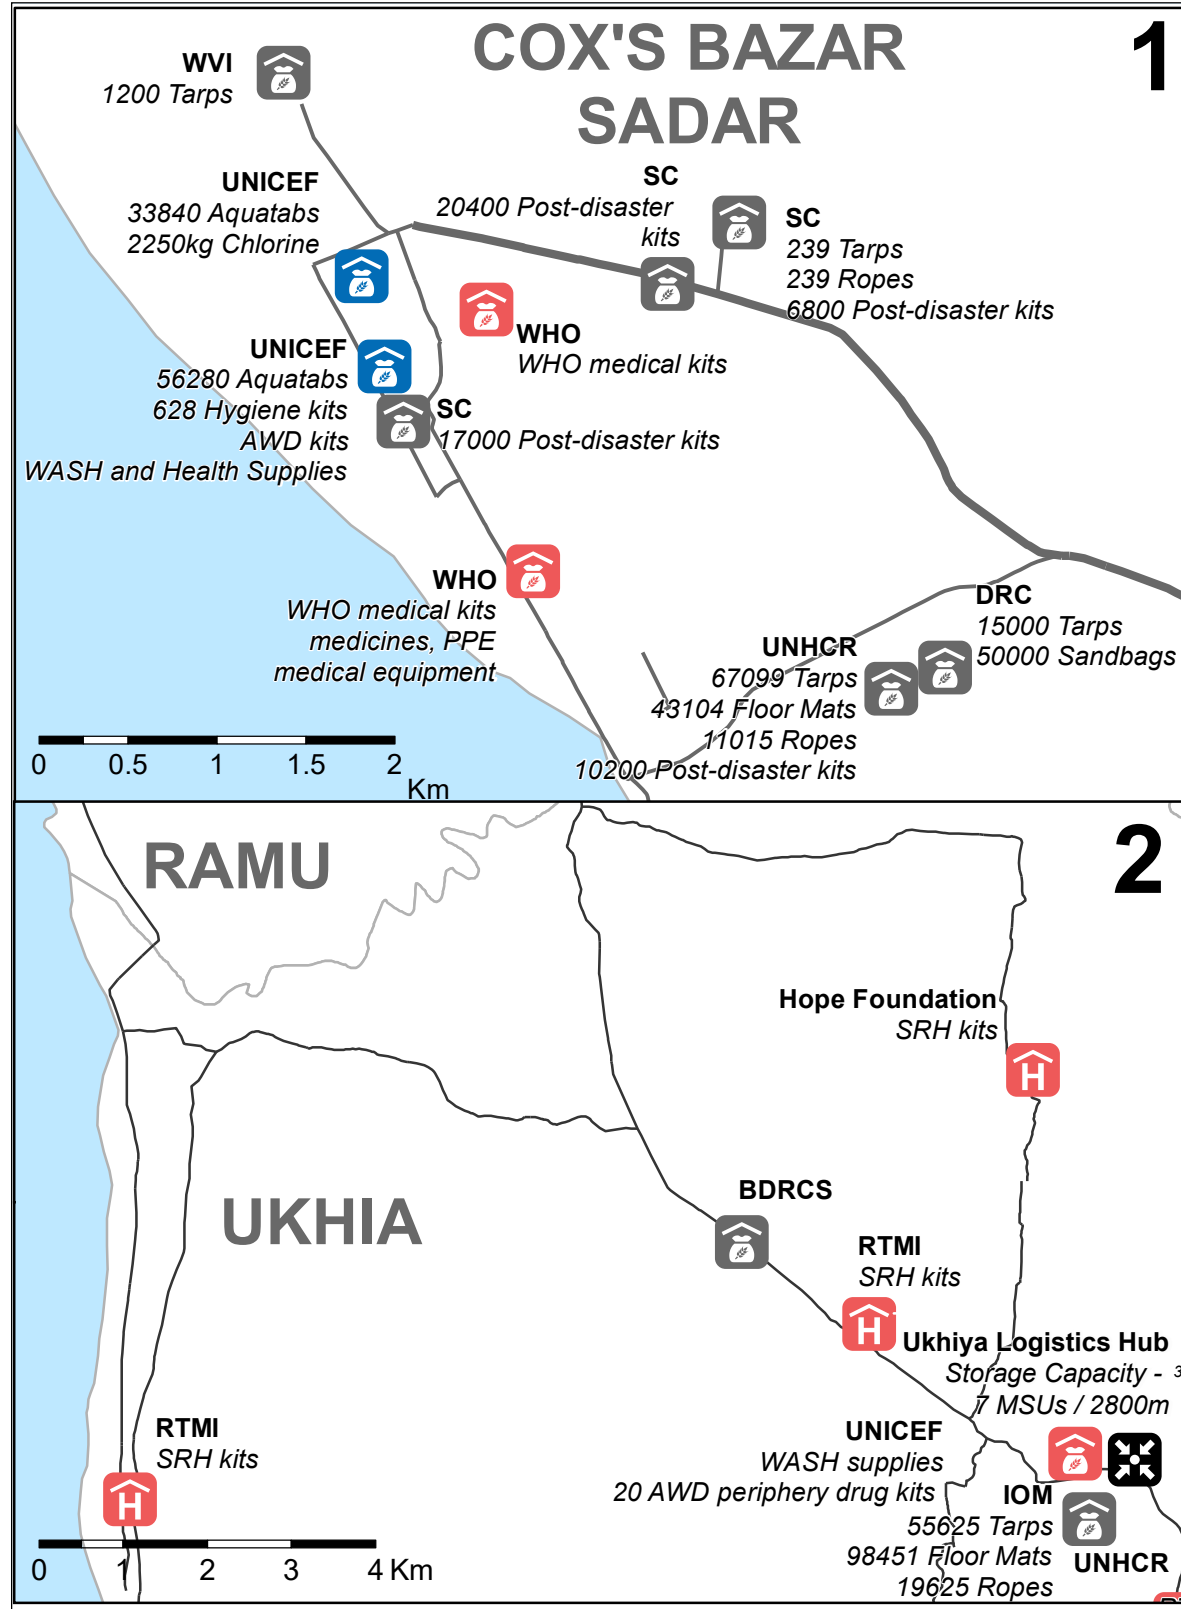 COX'S BAZAR
SADAR
1
WVI
1200 Tarps
UNICEF
33840 Aquatabs
2250kg Chlorine
SC
20400 Post-disaster
kits
SC
239 Tarps
239 Ropes
6800 Post-disaster kits
WHO
WHO medical kits
UNICEF
56280 Aquatabs
628 Hygiene kits
AWD kits
WASH and Health Supplies
SC
17000 Post-disaster kits
WHO
WHO medical kits
medicines, PPE
medical equipment
DRC
15000 Tarps
50000 Sandbags
UNHCR
67099 Tarps
43104 Floor Mats
11015 Ropes
10200 Post-disaster kits
0 0.5 1 1.5 2
Km
2
RAMU
Hope Foundation
SRH kits
H
UKHIA
BDRCS
RTMI
SRH kits
H
Ukhiya Logistics Hub
Storage Capacity - 3
7 MSUs / 2800m
RTMI
SRH kits
H
UNICEF
WASH supplies
20 AWD periphery drug kits
IOM
55625 Tarps
98451 Floor Mats
19625 Ropes
UNHCR
0 1 2 3 4 Km